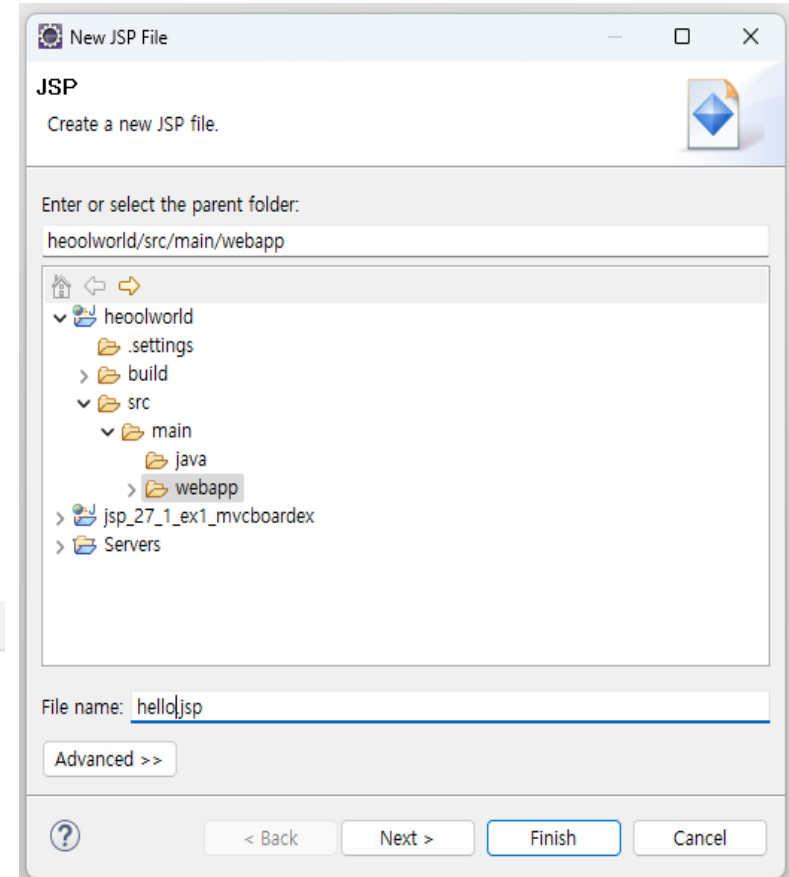 New JSP File
JSP
Create a new JSP file.
Enter or select the parent folder:
heoolworld/src/main/webapp
heoolworld
.settings
build
src
main
java
webapp
jsp_27_1_ex1_mvcboardex
Servers
File name: hello.jsp
Advanced >>
? < Back Next > Finish Cancel